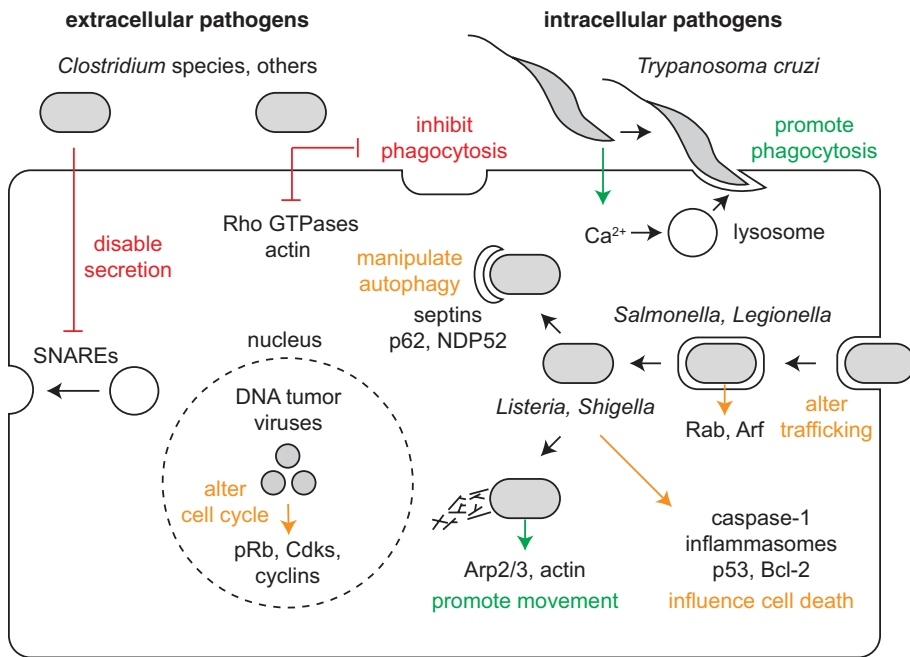 extracellular pathogens
intracellular pathogens
Clostridium species, others
Trypanosoma cruzi
inhibit
phagocytosis
promote
phagocytosis
Rho GTPases
actin
disable
secretion
Ca²⁺
lysosome
manipulate
autophagy
septins
p62, NDP52
Salmonella, Legionella
SNAREs
nucleus
DNA tumor
viruses
Listeria, Shigella
Rab, Arf
alter
trafficking
alter
cell cycle
pRb, Cdks,
cyclins
Arp2/3, actin
promote movement
caspase-1
inflammasomes
p53, Bcl-2
influence cell death